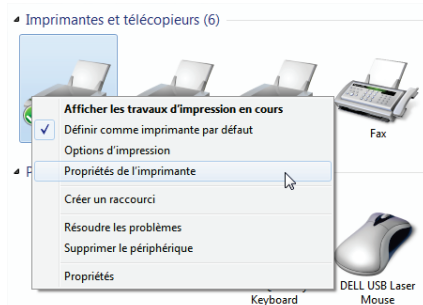 Imprimantes et télécopieurs (6)
Afficher les travaux d'impression en cours
Définir comme imprimante par défaut
Options d'impression
Propriétés de l'imprimante
Créer un raccourci
Résoudre les problèmes
Supprimer le périphérique
Propriétés
Fax
P
Keyboard
DELL USB Laser
Mouse